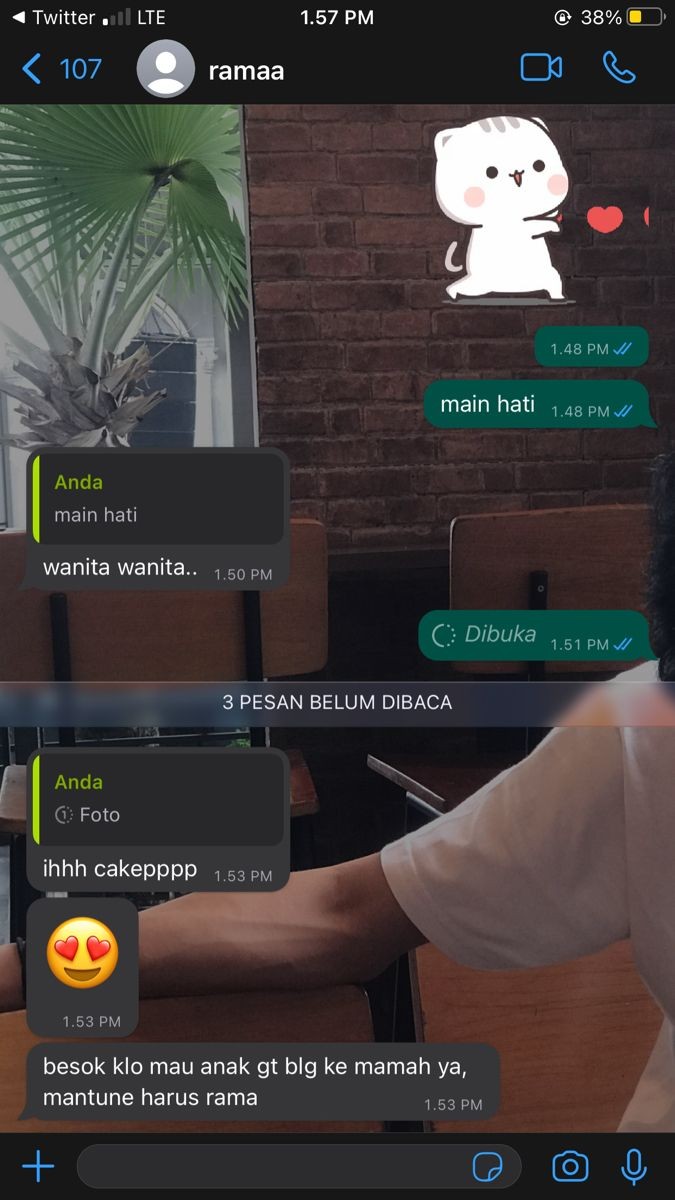 Twitter LTE 1.57 PM 38%
107 ramaa
1.48 PM
main hati 1.48 PM
Anda
main hati
wanita wanita.. 1.50 PM
Dibuka 1.51 PM
3 PESAN BELUM DIBACA
Anda
1 Foto
ihhh cakepppp 1.53 PM
😍
1.53 PM
besok klo mau anak gt blg ke mamah ya,
mantune harus rama 1.53 PM